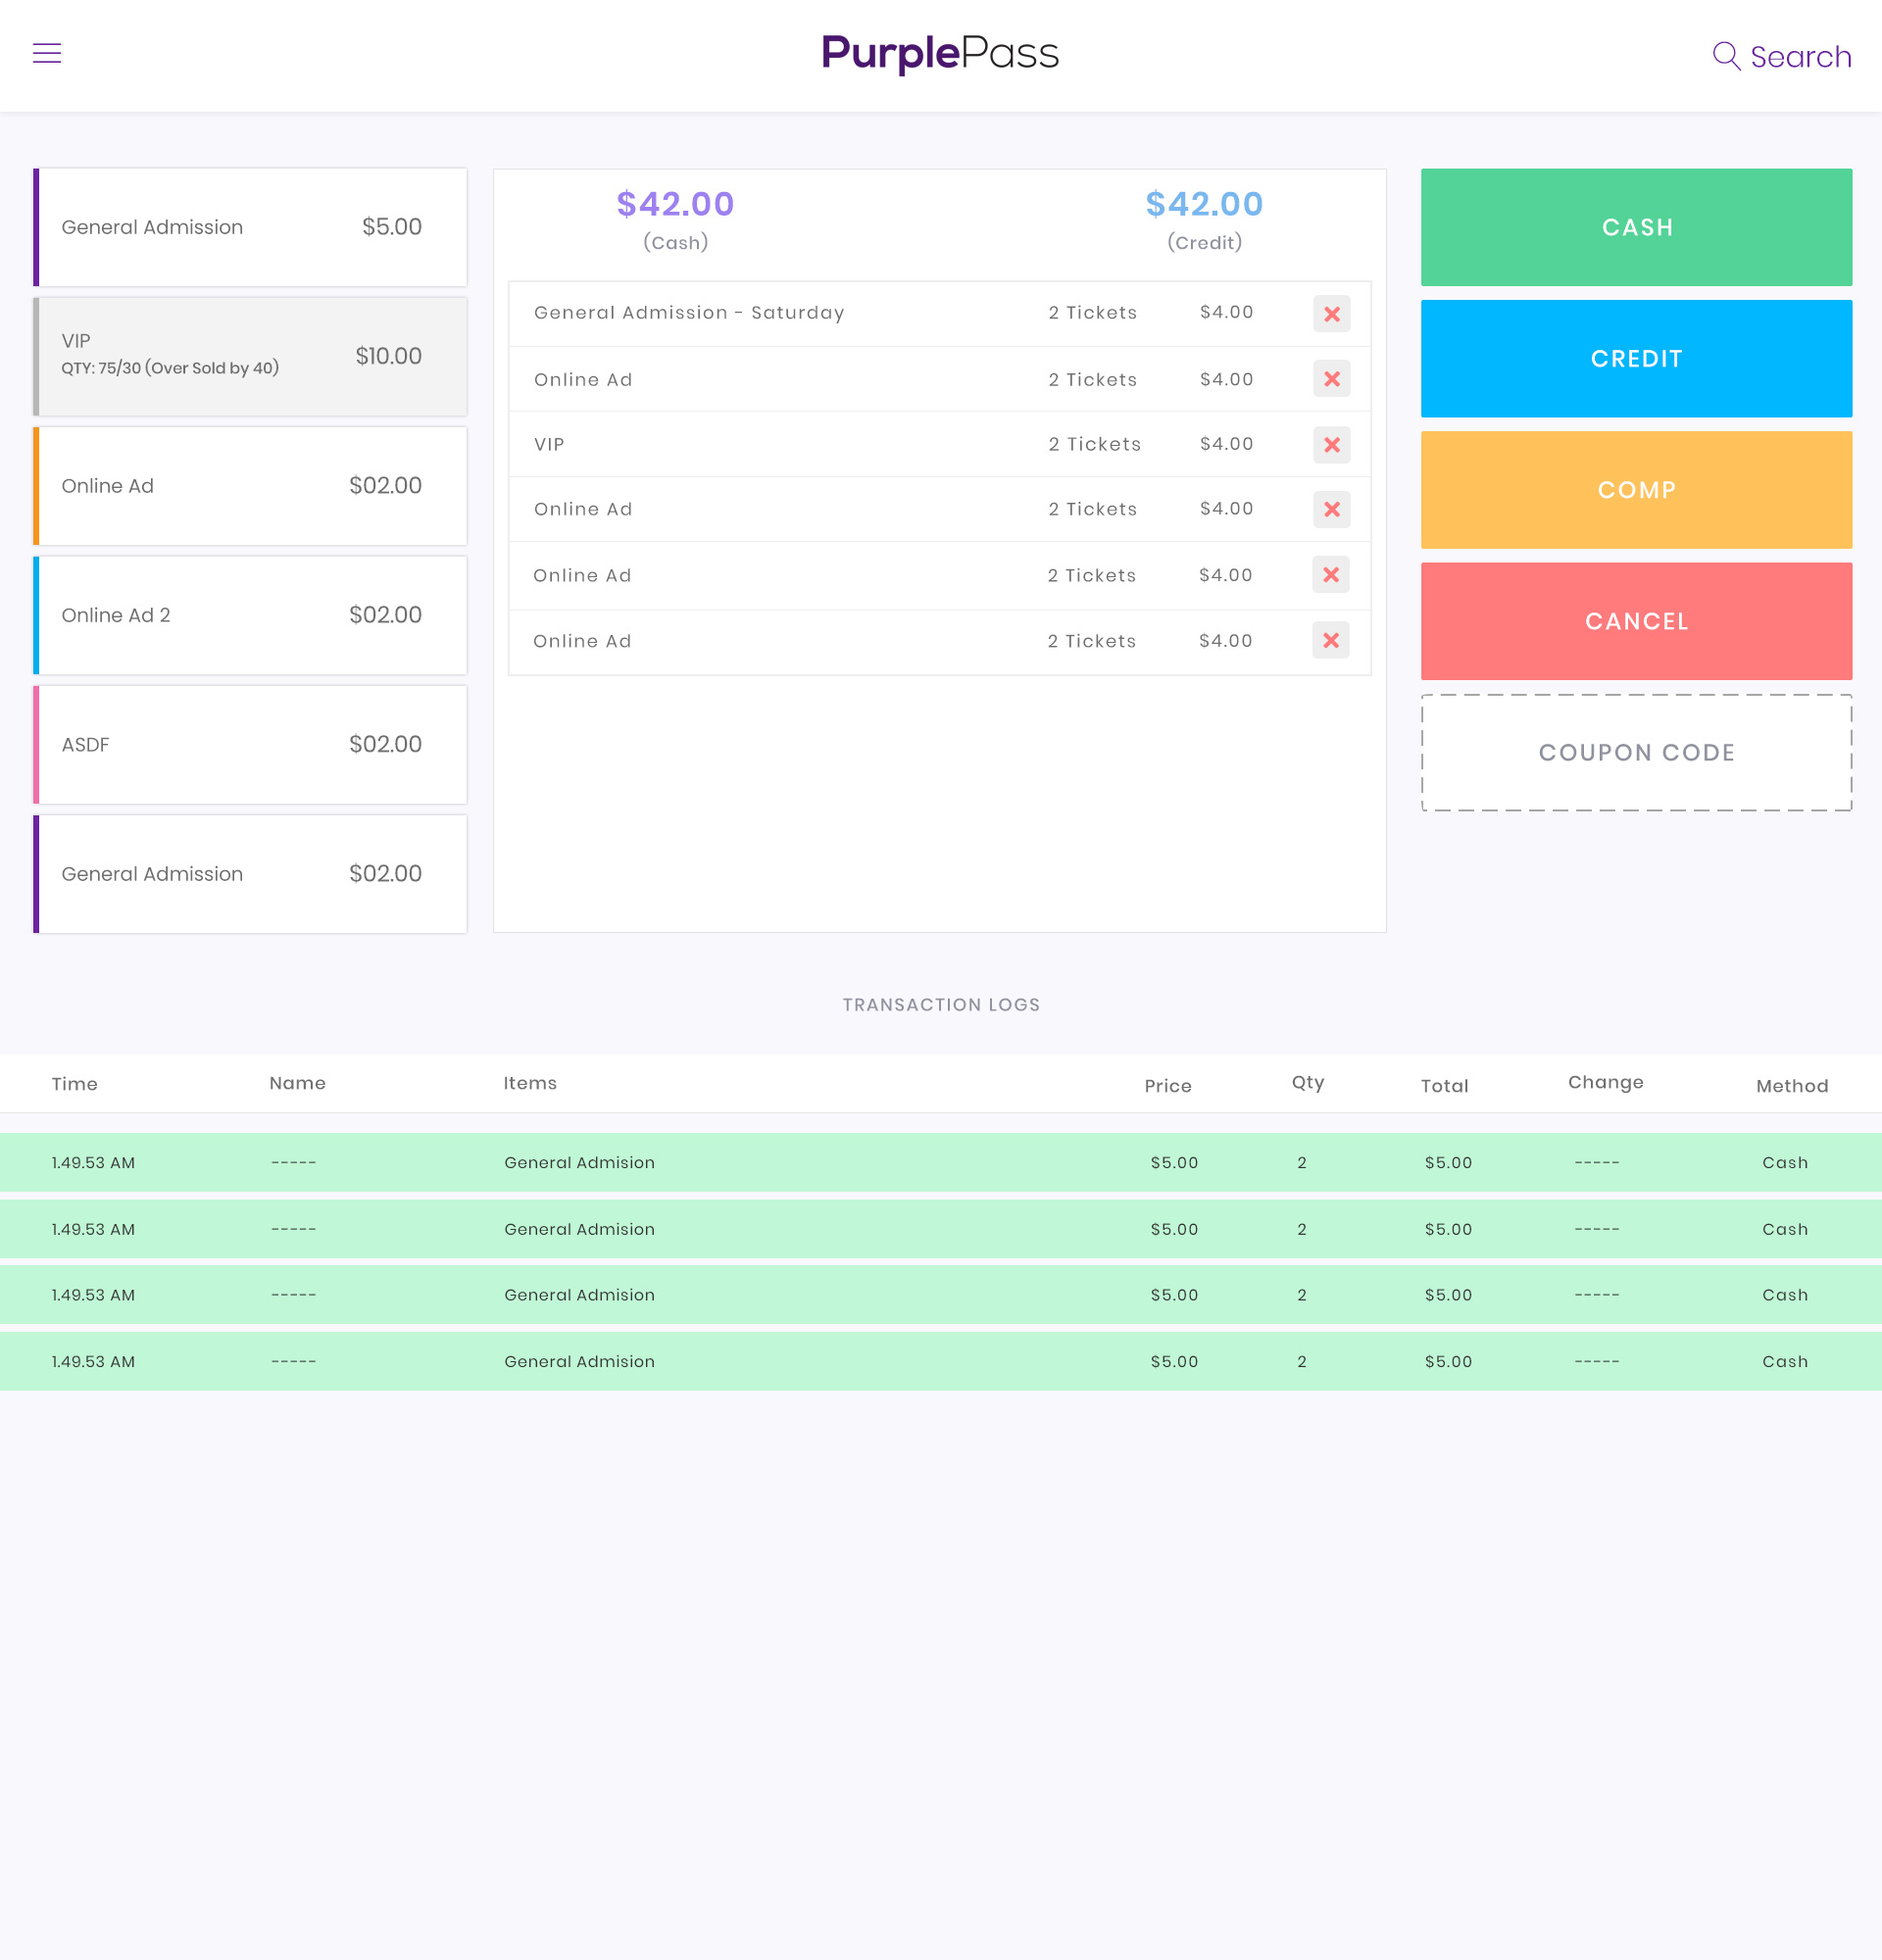 PurplePass
Search
General Admission $5.00
VIP
QTY: 75/30 (Over Sold by 40)
$10.00
Online Ad $02.00
Online Ad 2 $02.00
ASDF $02.00
General Admission $02.00
$42.00 $42.00
(Cash) (Credit)
General Admission - Saturday 2 Tickets $4.00
Online Ad 2 Tickets $4.00
VIP 2 Tickets $4.00
Online Ad 2 Tickets $4.00
Online Ad 2 Tickets $4.00
Online Ad 2 Tickets $4.00
CASH
CREDIT
COMP
CANCEL
COUPON CODE
TRANSACTION LOGS
Time Name Items Price Qty Total Change Method
1.49.53 AM ----- General Admision $5.00 2 $5.00 ----- Cash
1.49.53 AM ----- General Admision $5.00 2 $5.00 ----- Cash
1.49.53 AM ----- General Admision $5.00 2 $5.00 ----- Cash
1.49.53 AM ----- General Admision $5.00 2 $5.00 ----- Cash